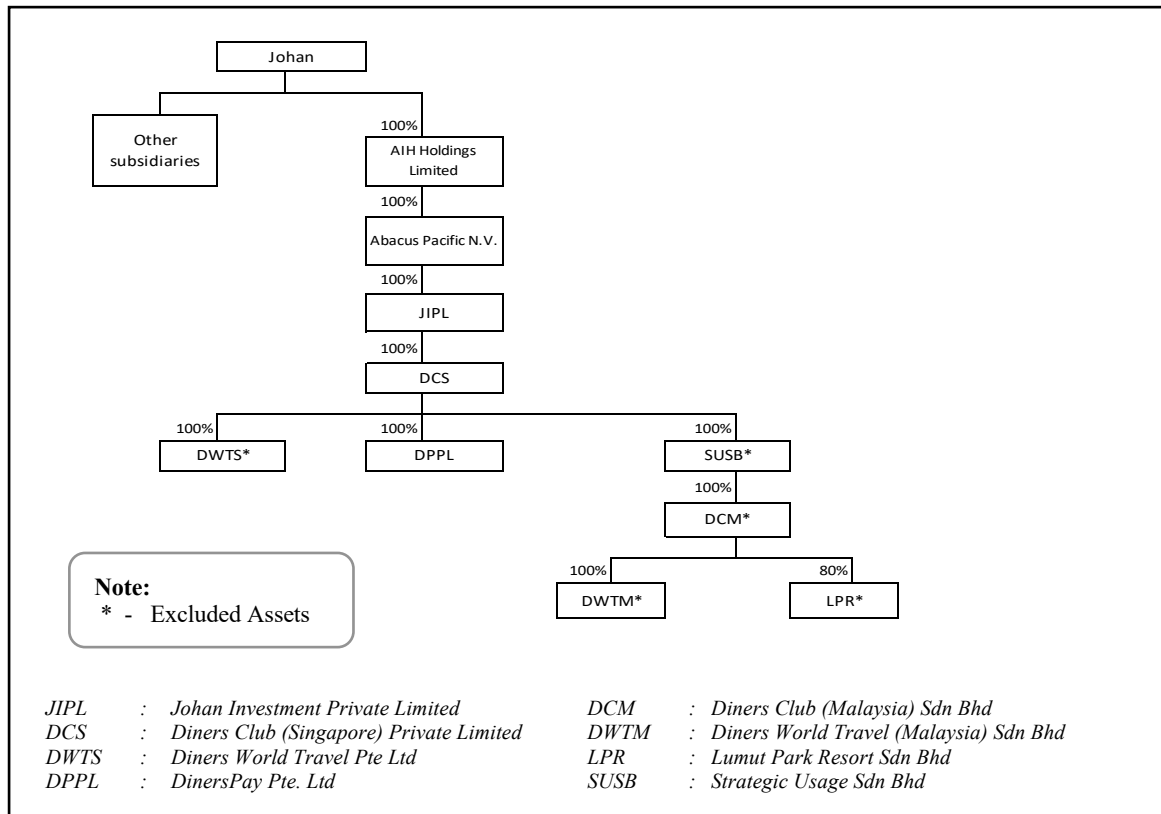 Johan
Other
subsidiaries
100%
AIH Holdings
Limited
100%
Abacus Pacific N.V.
100%
JIPL
100%
DCS
100%
100%
100%
DWTS*
DPPL
SUSB*
100%
DCM*
100%
80%
DWTM*
LPR*
Note:
* - Excluded Assets
JIPL : Johan Investment Private Limited
DCS : Diners Club (Singapore) Private Limited
DWTS : Diners World Travel Pte Ltd
DPPL : DinersPay Pte. Ltd
DCM : Diners Club (Malaysia) Sdn Bhd
DWTM : Diners World Travel (Malaysia) Sdn Bhd
LPR : Lumut Park Resort Sdn Bhd
SUSB : Strategic Usage Sdn Bhd